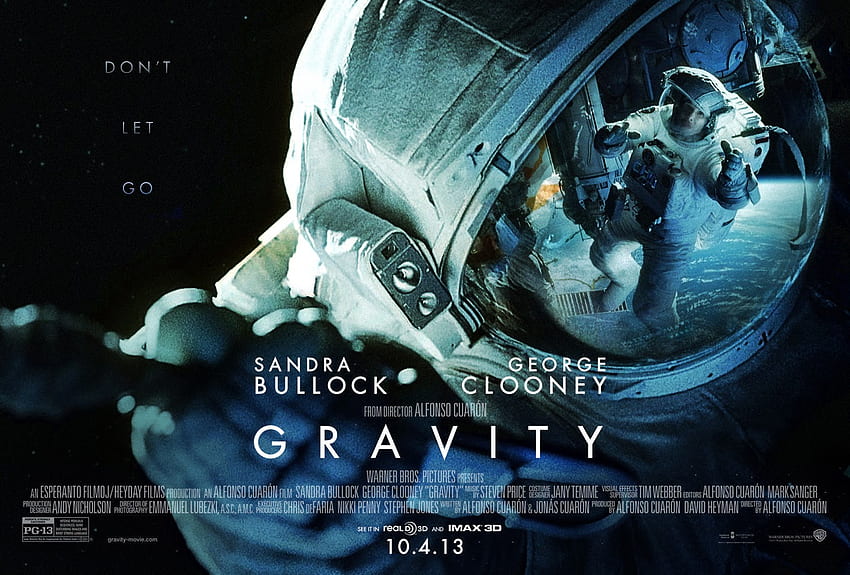 DON'T
LET
GO
SANDRA GEORGE
BULLOCK CLOONEY
FROM DIRECTOR ALFONSO CUARÓN
GRAVITY
WARNER BROS. PICTURES PRESENTS
AN ESPERANTO FILMOJ/HEYDAY FILMS PRODUCTION AN ALFONSO CUARÓN FILM SANDRA BULLOCK GEORGE CLOONEY "GRAVITY" MUSIC BY STEVEN PRICE COSTUME DESIGNER JANY TEMIME VISUAL EFFECTS SUPERVISOR TIM WEBBER EDITORS ALFONSO CUARÓN MARK SANGER
PRODUCTION DESIGNER ANDY NICHOLSON DIRECTOR OF PHOTOGRAPHY EMMANUEL LUBEZKI, A.S.C, A.M.C. EXECUTIVE PRODUCERS CHRIS deFARIA NIKKI PENNY STEPHEN JONES WRITTEN BY ALFONSO CUARÓN & JONÁS CUARÓN PRODUCED BY ALFONSO CUARÓN DAVID HEYMAN DIRECTED BY ALFONSO CUARÓN
PG-13
SEE IT IN REAL D 3D AND IMAX 3D
gravity-movie.com
10.4.13